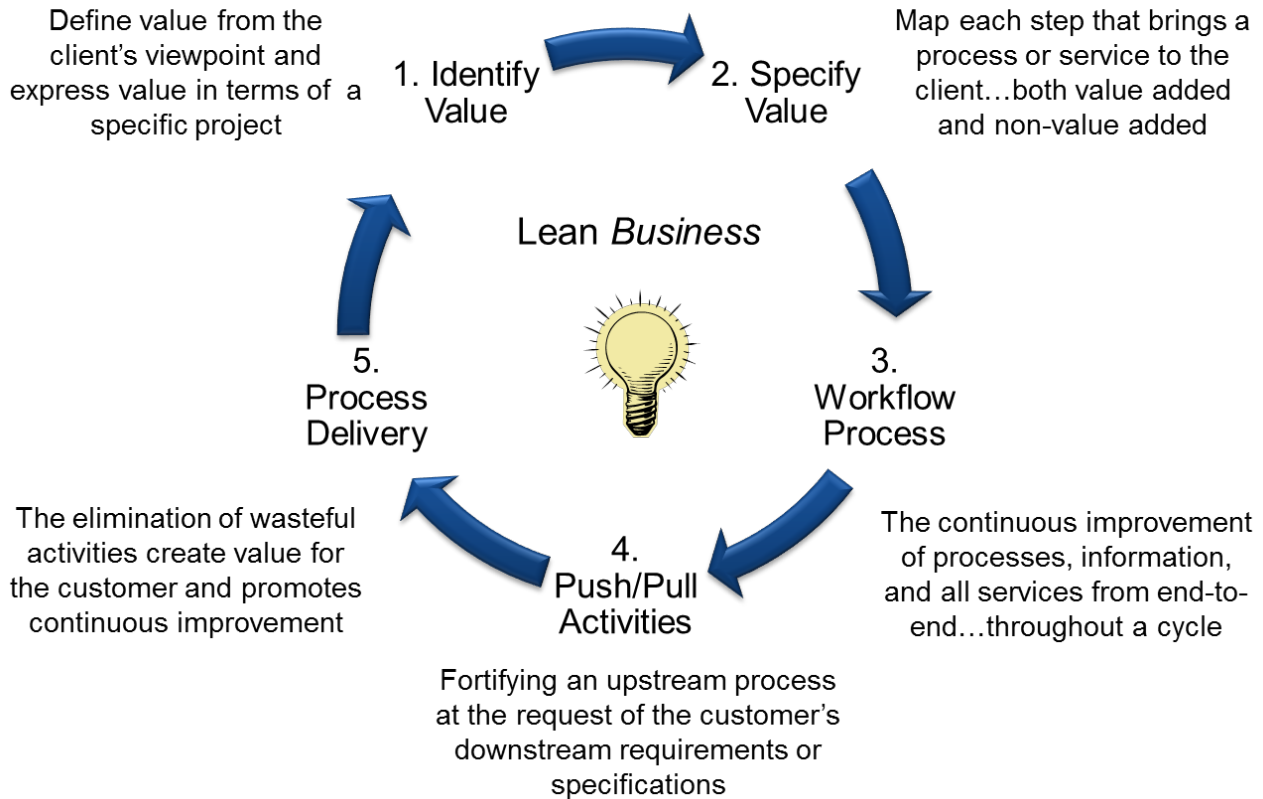 Define value from the
client’s viewpoint and
express value in terms of a
specific project
1. Identify
Value
2. Specify
Value
Map each step that brings a
process or service to the
client…both value added
and non-value added
Lean Business
5.
Process
Delivery
3.
Workflow
Process
The elimination of wasteful
activities create value for
the customer and promotes
continuous improvement
4.
Push/Pull
Activities
The continuous improvement
of processes, information,
and all services from end-to-
end…throughout a cycle
Fortifying an upstream process
at the request of the customer’s
downstream requirements or
specifications